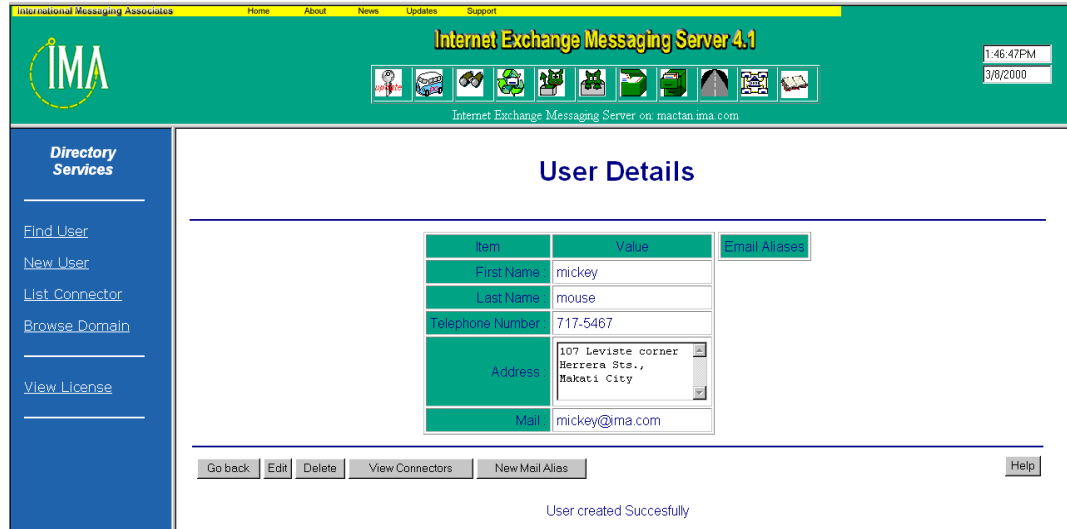 International Messaging Associates Home About News Updates Support
Internet Exchange Messaging Server 4.1
IMA
1:46:47PM
3/8/2000
update
Internet Exchange Messaging Server on: mactan.ima.com
Directory
Services
Find User
New User
List Connector
Browse Domain
View License
User Details
Item Value Email Aliases
First Name : mickey
Last Name : mouse
Telephone Number : 717-5467
Address : 107 Leviste corner
Herrera Sts.,
Makati City
Mail : mickey@ima.com
Go back Edit Delete View Connectors New Mail Alias Help
User created Succesfully